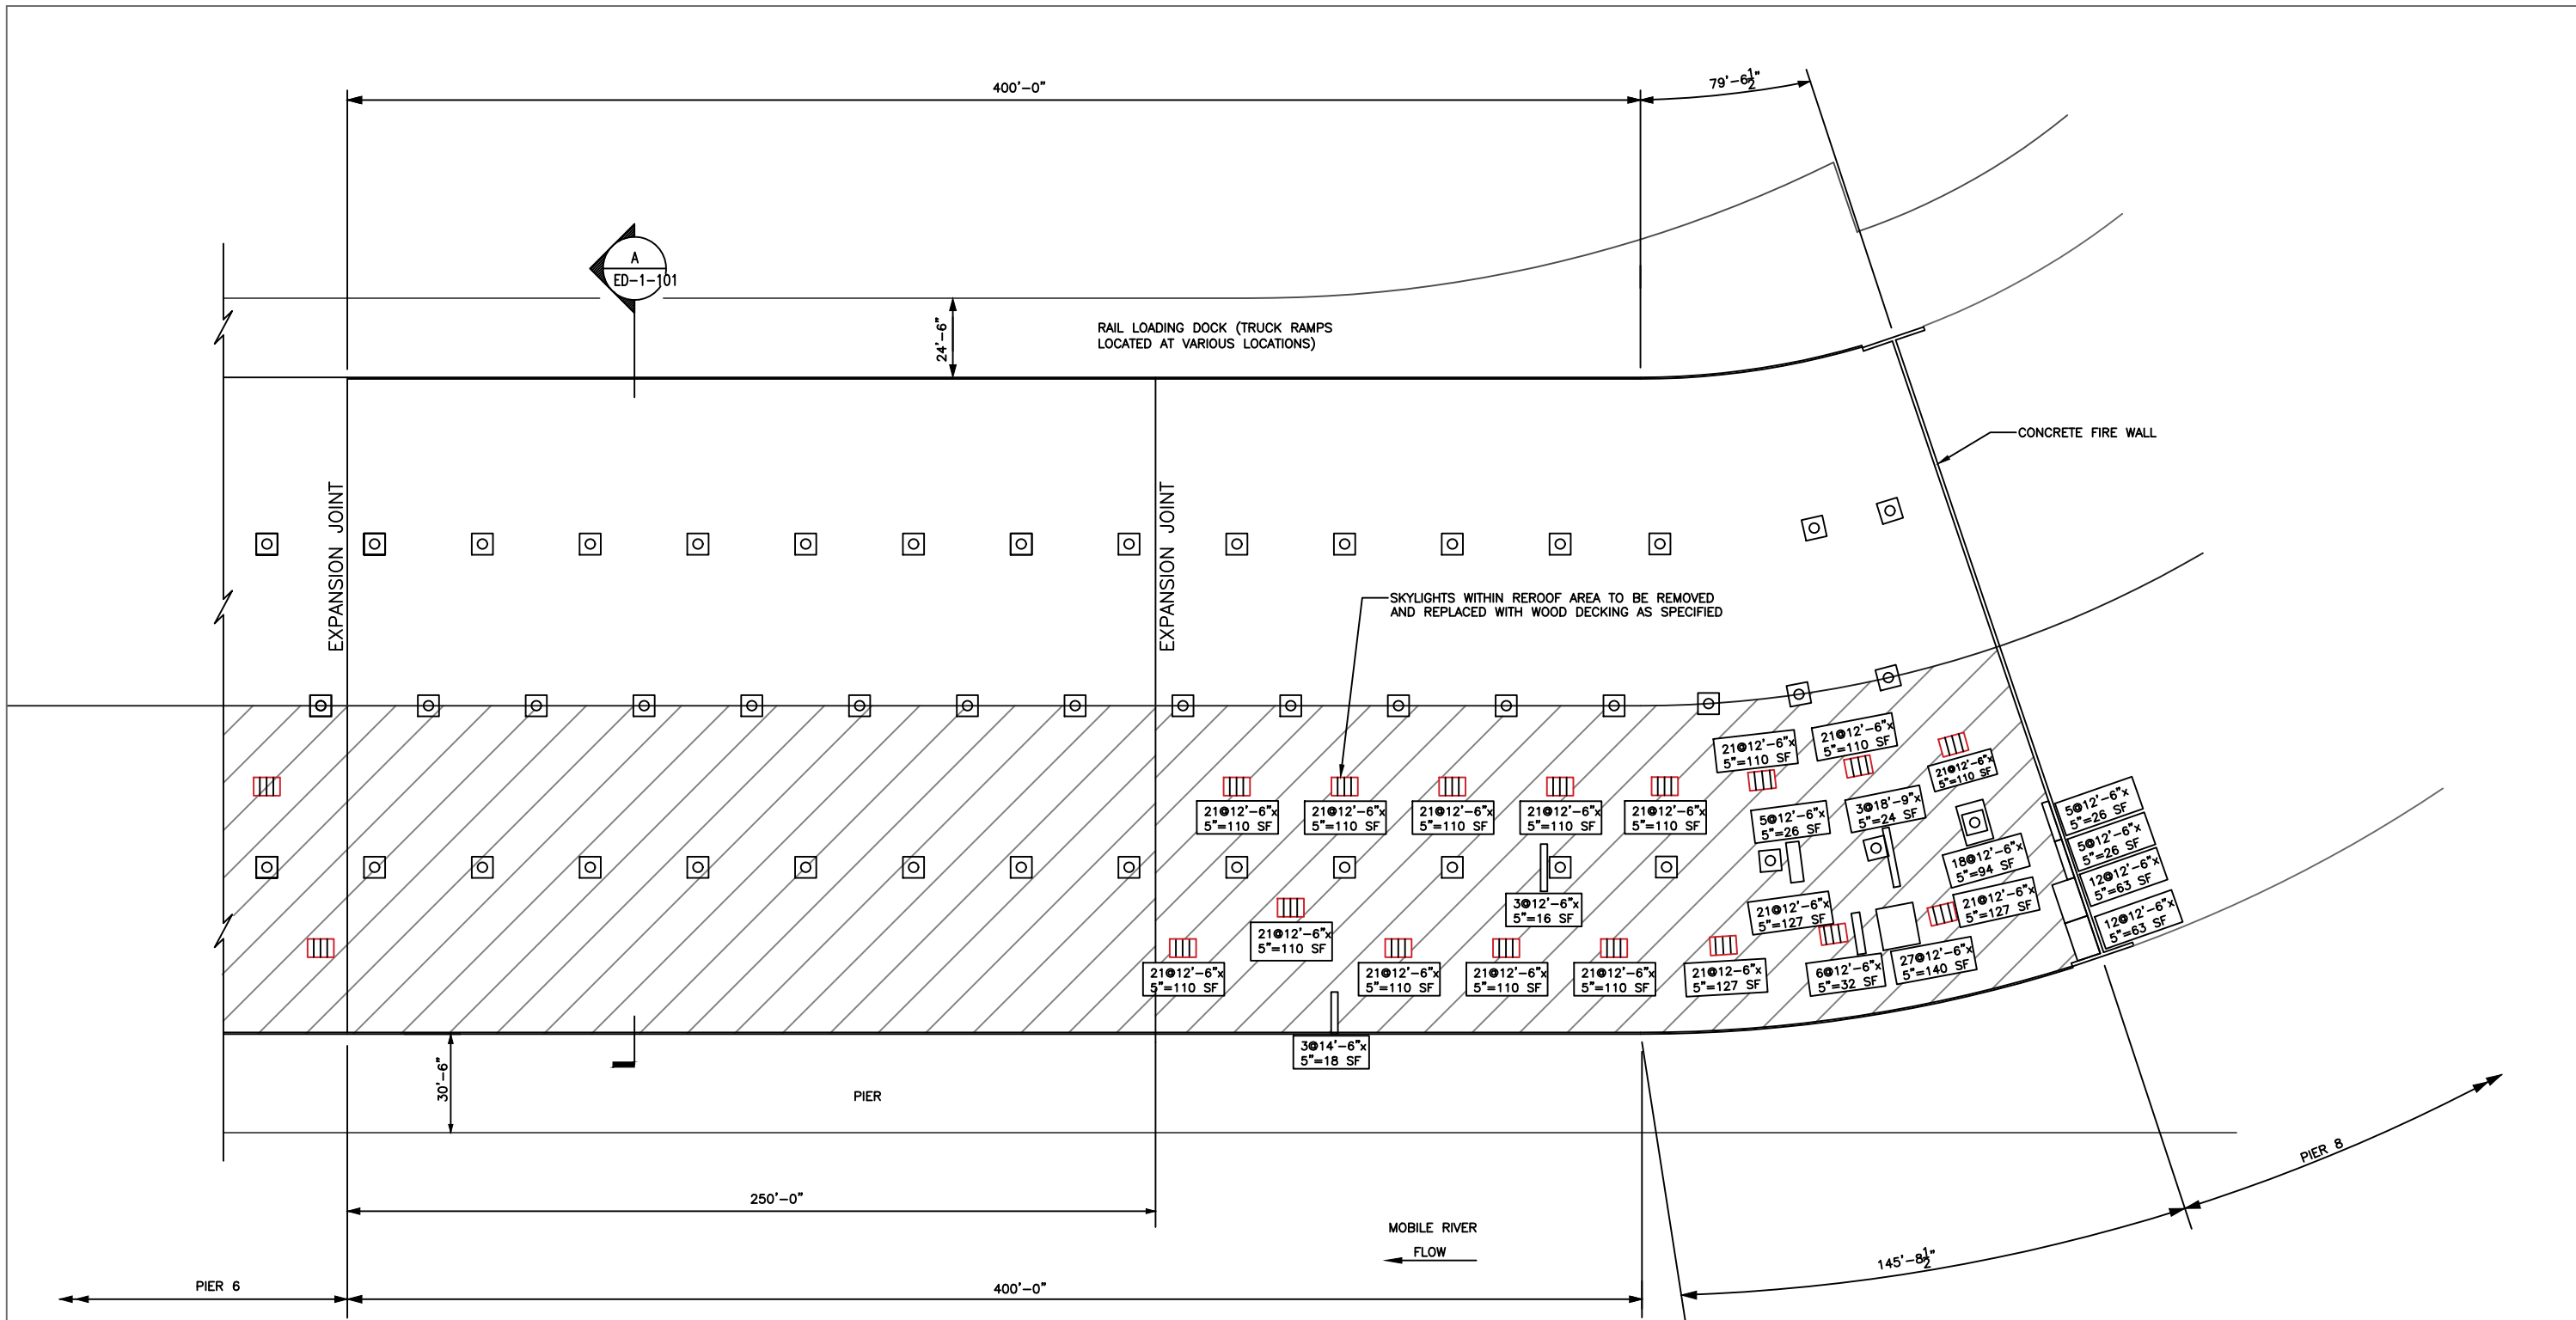 400'-0"
79'-6 1/2"
A
ED-1-101
24'-6"
RAIL LOADING DOCK (TRUCK RAMPS
LOCATED AT VARIOUS LOCATIONS)
CONCRETE FIRE WALL
EXPANSION JOINT
EXPANSION JOINT
SKYLIGHTS WITHIN REROOF AREA TO BE REMOVED
AND REPLACED WITH WOOD DECKING AS SPECIFIED
21@12'-6"x
5"=110 SF
21@12'-6"x
5"=110 SF
21@12'-6"x
5"=110 SF
21@12'-6"x
5"=110 SF
21@12'-6"x
5"=110 SF
21@12'-6"x
5"=110 SF
21@12'-6"x
5"=110 SF
21@12'-6"x
5"=110 SF
5@12'-6"x
5"=26 SF
3@18'-9"x
5"=24 SF
5@12'-6"x
5"=26 SF
5@12'-6"x
5"=26 SF
18@12'-6"x
5"=94 SF
12@12'-6"x
5"=63 SF
12@12'-6"x
5"=63 SF
3@12'-6"x
5"=16 SF
21@12'-6"x
5"=127 SF
21@12'-6"x
5"=127 SF
21@12'-6"x
5"=110 SF
21@12'-6"x
5"=110 SF
21@12'-6"x
5"=110 SF
21@12'-6"x
5"=110 SF
21@12'-6"x
5"=110 SF
21@12-6"x
5"=127 SF
6@12'-6"x
5"=32 SF
27@12'-6"x
5"=140 SF
3@14'-6"x
5"=18 SF
30'-6"
PIER
250'-0"
MOBILE RIVER
FLOW
PIER 8
145'-8 1/2"
PIER 6
400'-0"